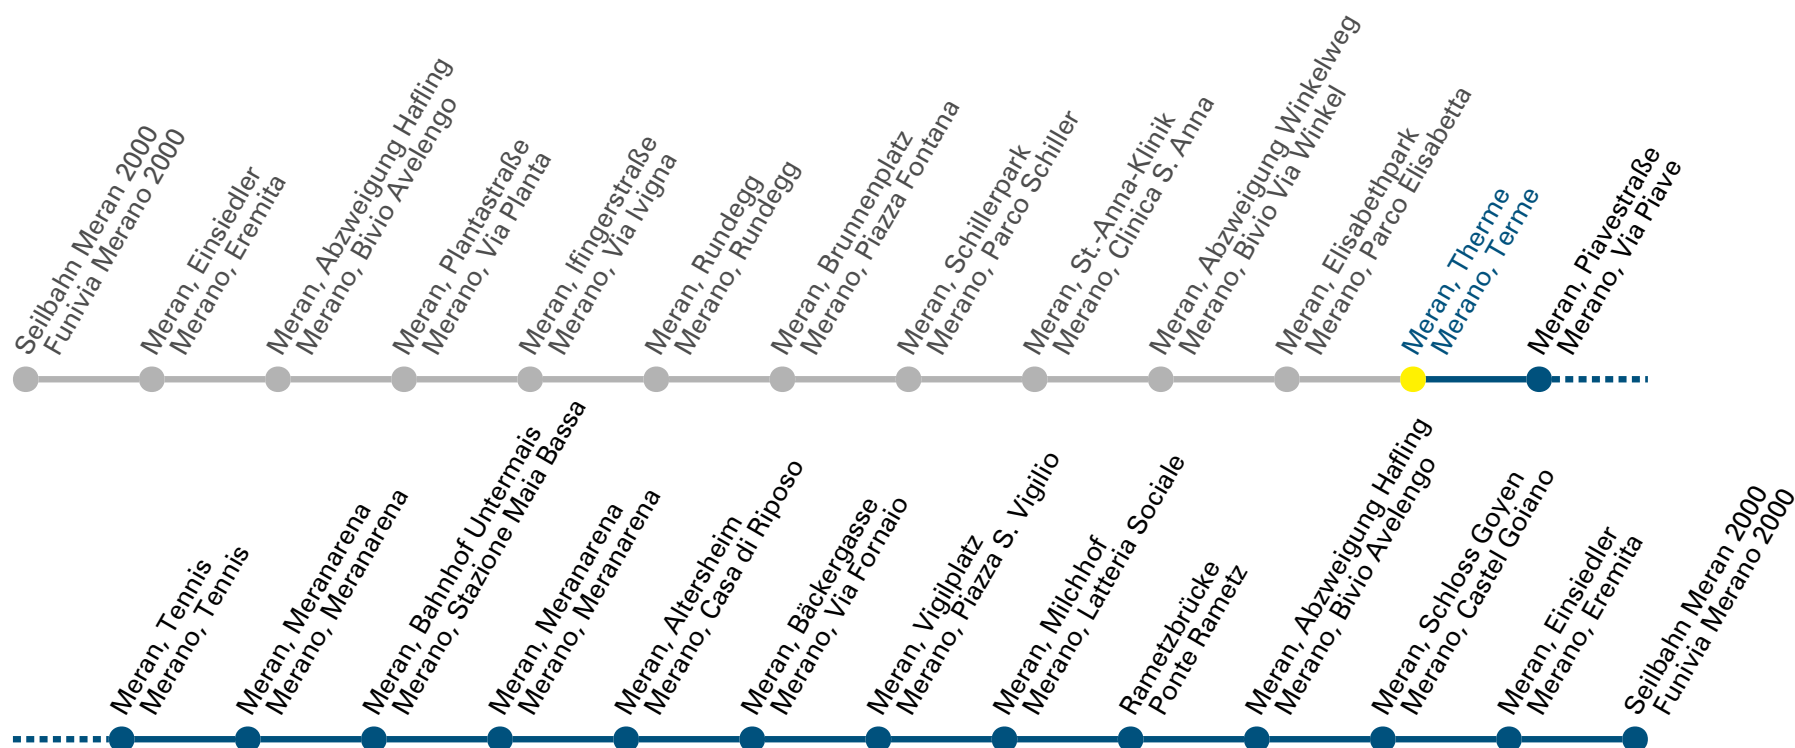 Seilbahn Meran 2000
Funivia Merano 2000
Meran, Einsiedler
Merano, Eremita
Meran, Abzweigung Hafling
Merano, Bivio Avelengo
Meran, Plantastraße
Merano, Via Planta
Meran, Ifingerstraße
Merano, Via Ivigna
Meran, Rundegg
Merano, Rundegg
Meran, Brunnenplatz
Merano, Piazza Fontana
Meran, Schillerpark
Merano, Parco Schiller
Meran, St.-Anna-Klinik
Merano, Clinica S. Anna
Meran, Abzweigung Winkelweg
Merano, Bivio Via Winkel
Meran, Elisabethpark
Merano, Parco Elisabetta
Meran, Therme
Merano, Terme
Meran, Piavestraße
Merano, Via Piave
Meran, Tennis
Merano, Tennis
Meran, Meranarena
Merano, Meranarena
Meran, Bahnhof Untermais
Merano, Stazione Maia Bassa
Meran, Meranarena
Merano, Meranarena
Meran, Altersheim
Merano, Casa di Riposo
Meran, Bäckergasse
Merano, Via Fornaio
Meran, Vigilplatz
Merano, Piazza S. Vigilio
Meran, Milchhof
Merano, Latteria Sociale
Rametzbrücke
Ponte Rametz
Meran, Abzweigung Hafling
Merano, Bivio Avelengo
Meran, Schloss Goyen
Merano, Castel Goiano
Meran, Einsiedler
Merano, Eremita
Seilbahn Meran 2000
Funivia Merano 2000